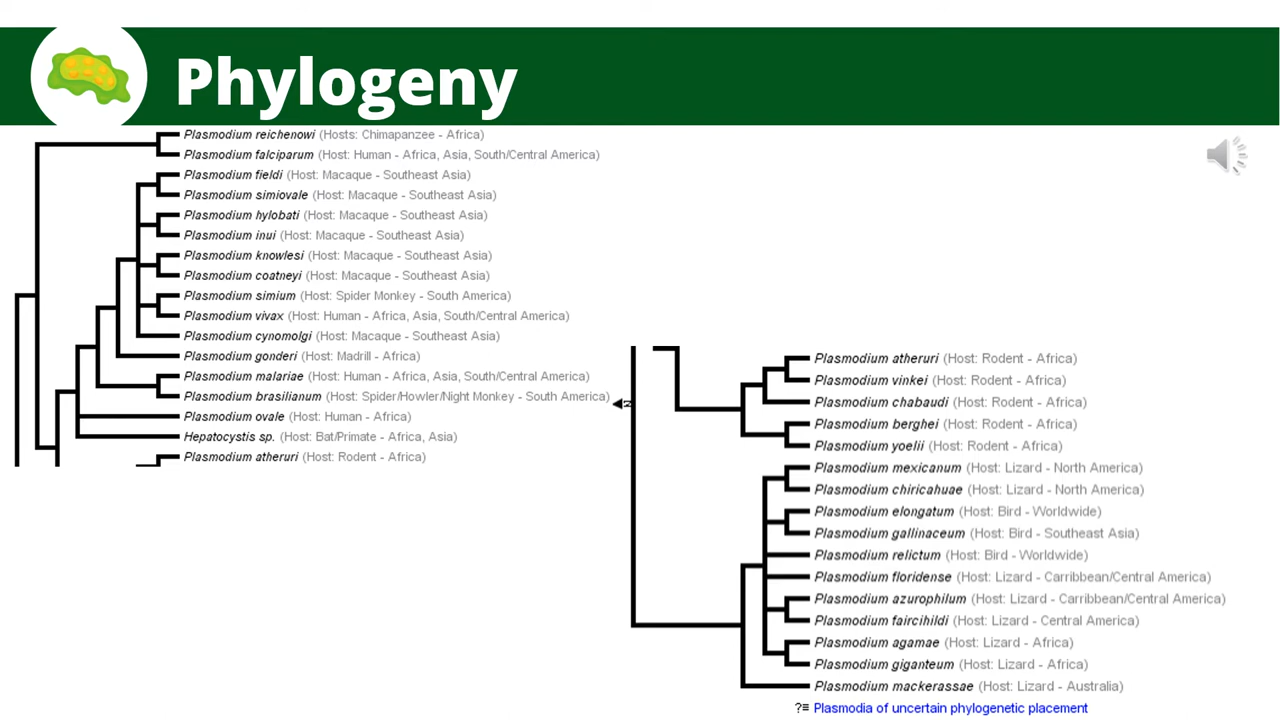 Phylogeny
Plasmodium reichenowi (Hosts: Chimapanzee - Africa)
Plasmodium falciparum (Host: Human - Africa, Asia, South/Central America)
Plasmodium fieldi (Host: Macaque - Southeast Asia)
Plasmodium simiovale (Host: Macaque - Southeast Asia)
Plasmodium hylobati (Host: Macaque - Southeast Asia)
Plasmodium inui (Host: Macaque - Southeast Asia)
Plasmodium knowlesi (Host: Macaque - Southeast Asia)
Plasmodium coatneyi (Host: Macaque - Southeast Asia)
Plasmodium simium (Host: Spider Monkey - South America)
Plasmodium vivax (Host: Human - Africa, Asia, South/Central America)
Plasmodium cynomolgi (Host: Macaque - Southeast Asia)
Plasmodium gonderi (Host: Madrill - Africa)
Plasmodium malariae (Host: Human - Africa, Asia, South/Central America)
Plasmodium brasilianum (Host: Spider/Howler/Night Monkey - South America)
Plasmodium ovale (Host: Human - Africa)
Hepatocystis sp. (Host: Bat/Primate - Africa, Asia)
Plasmodium atheruri (Host: Rodent - Africa)
Plasmodium atheruri (Host: Rodent - Africa)
Plasmodium vinkei (Host: Rodent - Africa)
Plasmodium chabaudi (Host: Rodent - Africa)
Plasmodium berghei (Host: Rodent - Africa)
Plasmodium yoelii (Host: Rodent - Africa)
Plasmodium mexicanum (Host: Lizard - North America)
Plasmodium chiricahuae (Host: Lizard - North America)
Plasmodium elongatum (Host: Bird - Worldwide)
Plasmodium gallinaceum (Host: Bird - Southeast Asia)
Plasmodium relictum (Host: Bird - Worldwide)
Plasmodium floridense (Host: Lizard - Carribbean/Central America)
Plasmodium azurophilum (Host: Lizard - Carribbean/Central America)
Plasmodium faircihildi (Host: Lizard - Central America)
Plasmodium agamae (Host: Lizard - Africa)
Plasmodium giganteum (Host: Lizard - Africa)
Plasmodium mackerassae (Host: Lizard - Australia)
?≡ Plasmodia of uncertain phylogenetic placement